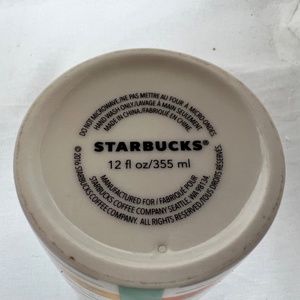 DO NOT MICROWAVE./NE PAS METTRE AU FOUR À MICRO-ONDES.
HAND WASH ONLY/LAVAGE À MAIN SEULEMENT
MADE IN CHINA./FABRIQUÉ EN CHINE.
STARBUCKS®
12 fl oz/355 ml
MANUFACTURED FOR / FABRIQUÉ POUR
STARBUCKS COFFEE COMPANY SEATTLE, WA 98134.
©2016 STARBUCKS COFFEE COMPANY. ALL RIGHTS RESERVED./TOUS DROITS RÉSERVÉS.